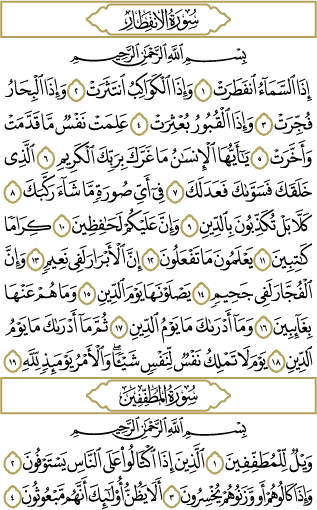 سُورَةُ الِانفِطَارِ
بِسْمِ اللَّهِ الرَّحْمَٰنِ الرَّحِيمِ
إِذَا السَّمَاءُ انفَطَرَتْ ١ وَإِذَا الْكَوَاكِبُ انتَثَرَتْ ٢ وَإِذَا الْبِحَارُ
فُجِّرَتْ ٣ وَإِذَا الْقُبُورُ بُعْثِرَتْ ٤ عَلِمَتْ نَفْسٌ مَّا قَدَّمَتْ
وَأَخَّرَتْ ٥ يَا أَيُّهَا الْإِنسَانُ مَا غَرَّكَ بِرَبِّكَ الْكَرِيمِ ٦ الَّذِي
خَلَقَكَ فَسَوَّاكَ فَعَدَلَكَ ٧ فِي أَيِّ صُورَةٍ مَّا شَاءَ رَكَّبَكَ ٨
كَلَّا بَلْ تُكَذِّبُونَ بِالدِّينِ ٩ وَإِنَّ عَلَيْكُمْ لَحَافِظِينَ ١٠ كِرَامًا
كَاتِبِينَ ١١ يَعْلَمُونَ مَا تَفْعَلُونَ ١٢ إِنَّ الْأَبْرَارَ لَفِي نَعِيمٍ ١٣ وَإِنَّ
الْفُجَّارَ لَفِي جَحِيمٍ ١٤ يَصْلَوْنَهَا يَوْمَ الدِّينِ ١٥ وَمَا هُمْ عَنْهَا
بِغَائِبِينَ ١٦ وَمَا أَدْرَاكَ مَا يَوْمُ الدِّينِ ١٧ ثُمَّ مَا أَدْرَاكَ مَا يَوْمُ
الدِّينِ ١٨ يَوْمَ لَا تَمْلِكُ نَفْسٌ لِّنَفْسٍ شَيْئًا ۖ وَالْأَمْرُ يَوْمَئِذٍ لِّلَّهِ ١٩
سُورَةُ الْمُطَفِّفِينَ
بِسْمِ اللَّهِ الرَّحْمَٰنِ الرَّحِيمِ
وَيْلٌ لِّلْمُطَفِّفِينَ ١ الَّذِينَ إِذَا اكْتَالُوا عَلَى النَّاسِ يَسْتَوْفُونَ ٢
وَإِذَا كَالُوهُمْ أَو وَّزَنُوهُمْ يُخْسِرُونَ ٣ أَلَا يَظُنُّ أُولَٰئِكَ أَنَّهُم مَّبْعُوثُونَ ٤